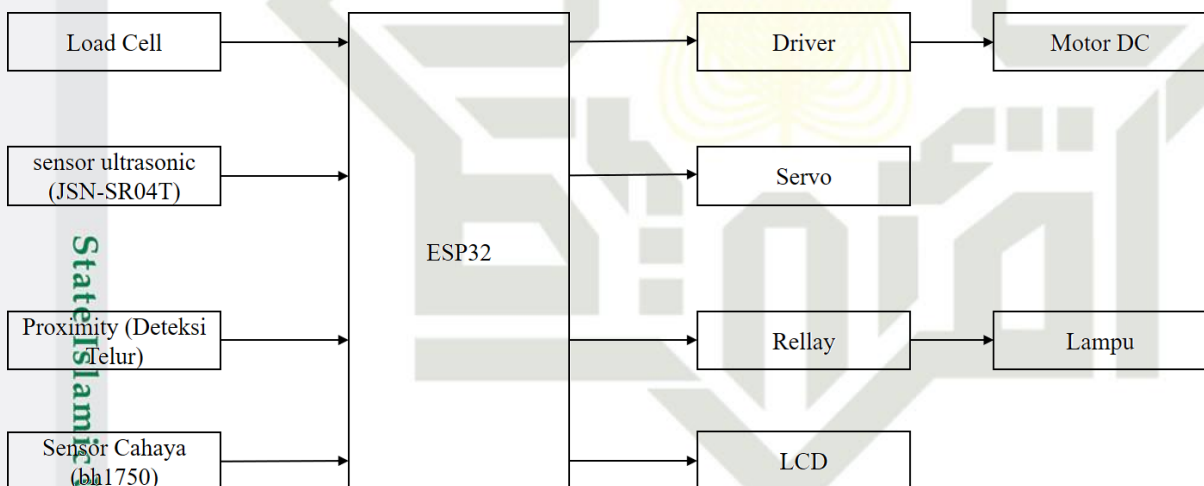 Load Cell
Driver
Motor DC
sensor ultrasonic
(JSN-SR04T)
Servo
ESP32
Proximity (Deteksi
Telur)
Rellay
Lampu
Sensor Cahaya
(bh1750)
LCD
State Islamic